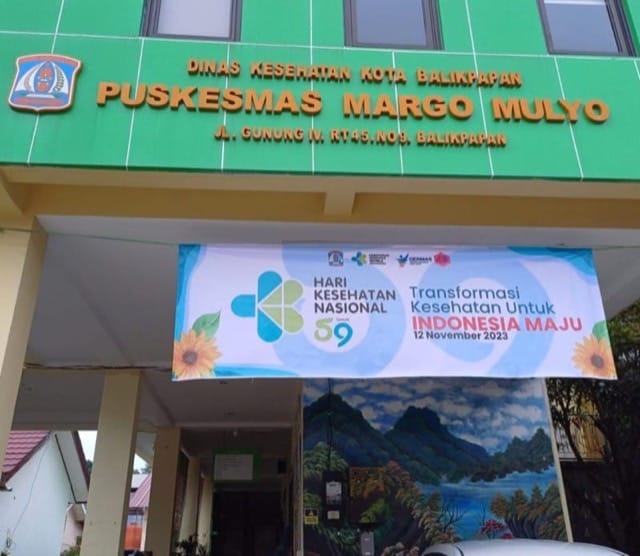 DINAS KESEHATAN KOTA BALIKPAPAN
PUSKESMAS MARGO MULYO
JL. GUNUNG IV. RT45.NO9. BALIKPAPAN
GERMAS
HARI
KESEHATAN
NASIONAL
59
Transformasi
Kesehatan Untuk
INDONESIA MAJU
12 November 2023